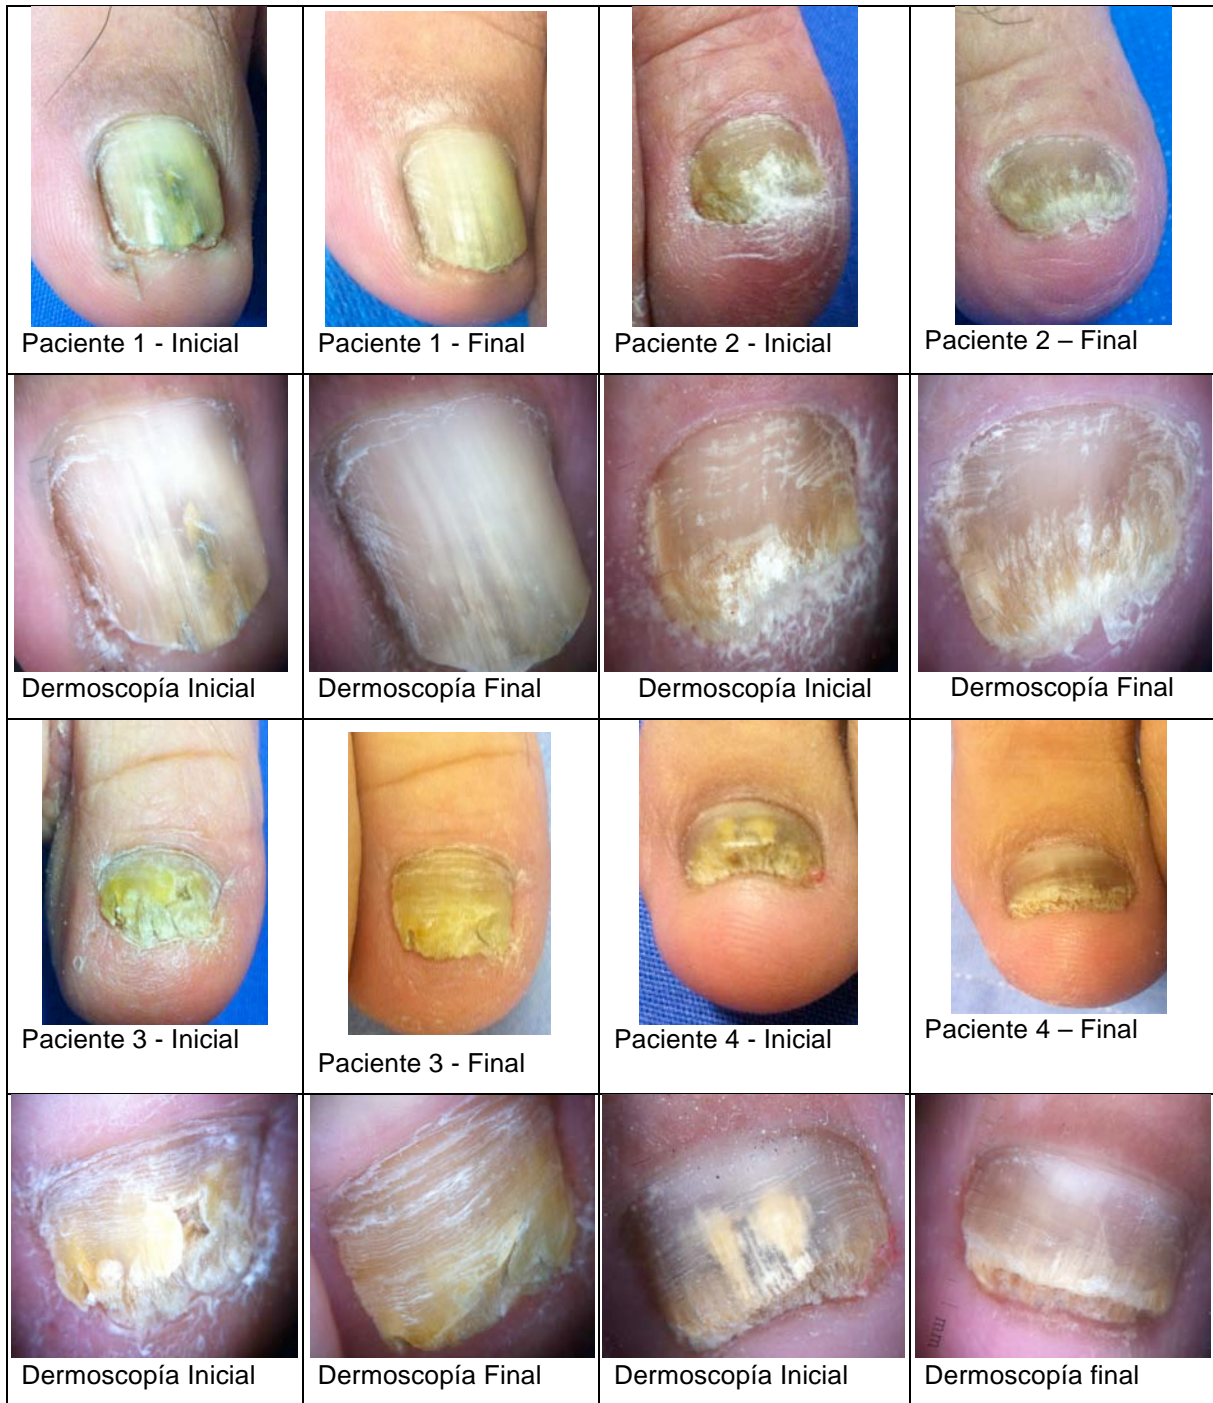 Paciente 1 - Inicial
Paciente 1 - Final
Paciente 2 - Inicial
Paciente 2 – Final
Dermoscopía Inicial
Dermoscopía Final
Dermoscopía Inicial
Dermoscopía Final
Paciente 3 - Inicial
Paciente 3 - Final
Paciente 4 - Inicial
Paciente 4 – Final
Dermoscopía Inicial
Dermoscopía Final
Dermoscopía Inicial
Dermoscopía final